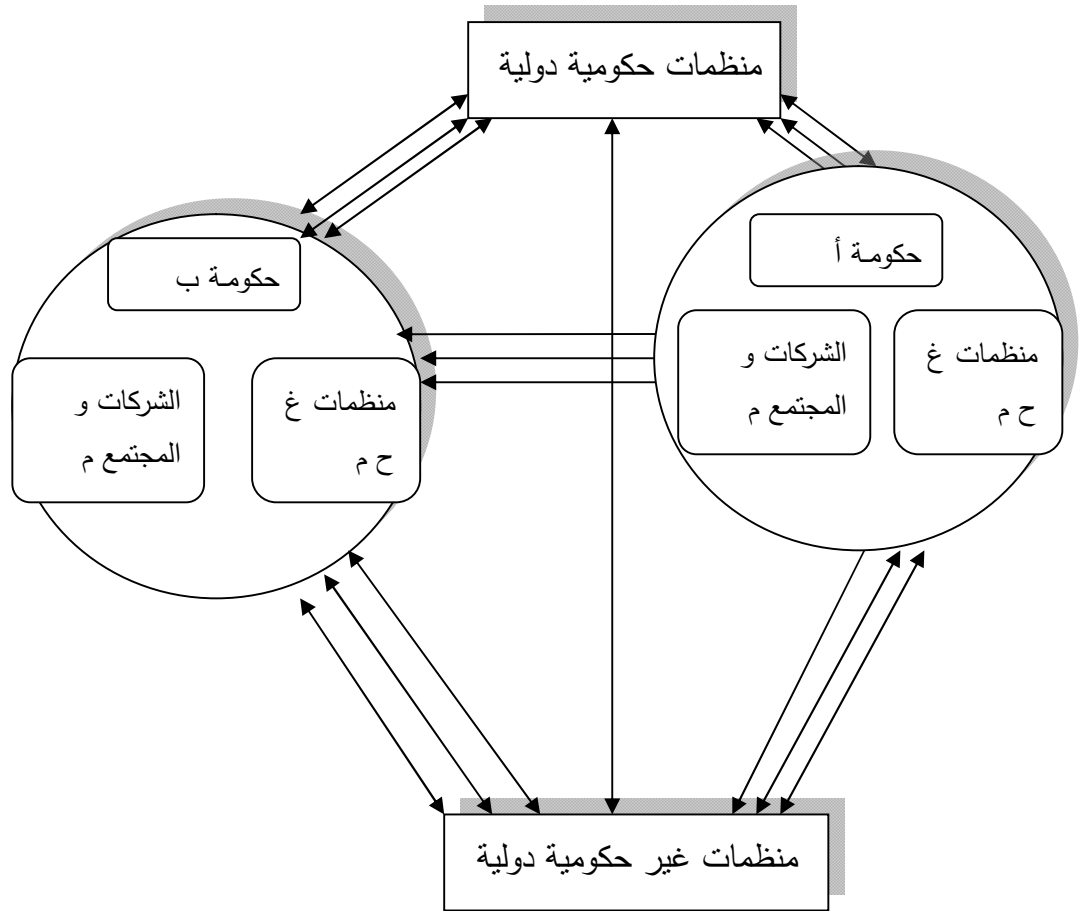 منظمات حكومية دولية
حكومة أ
منظمات غ
ح م
الشركات و
المجتمع م
حكومة ب
منظمات غ
ح م
الشركات و
المجتمع م
منظمات غير حكومية دولية